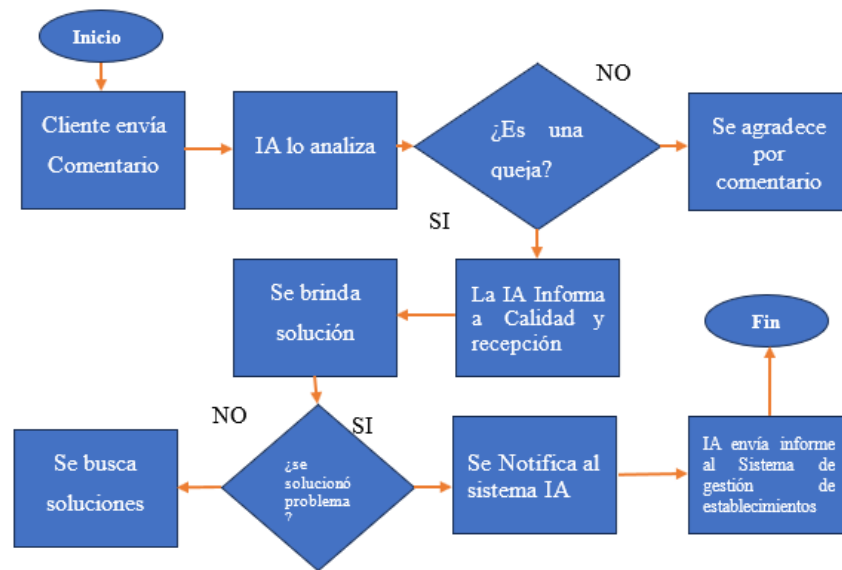 Inicio
NO
Cliente envía
Comentario
IA lo analiza
¿Es una
queja?
Se agradece
por
comentario
SI
Se brinda
solución
La IA Informa
a Calidad y
recepción
Fin
NO
SI
Se busca
soluciones
¿se
solucionó
problema
?
Se Notifica al
sistema IA
IA envía informe
al Sistema de
gestión de
establecimientos